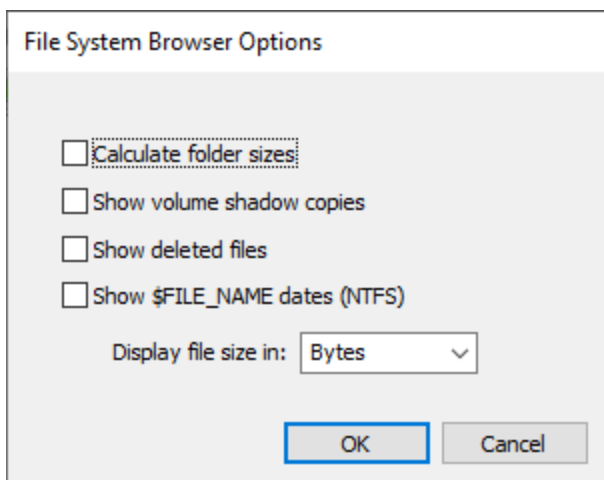 File System Browser Options
Calculate folder sizes
Show volume shadow copies
Show deleted files
Show $FILE_NAME dates (NTFS)
Display file size in: Bytes
OK Cancel